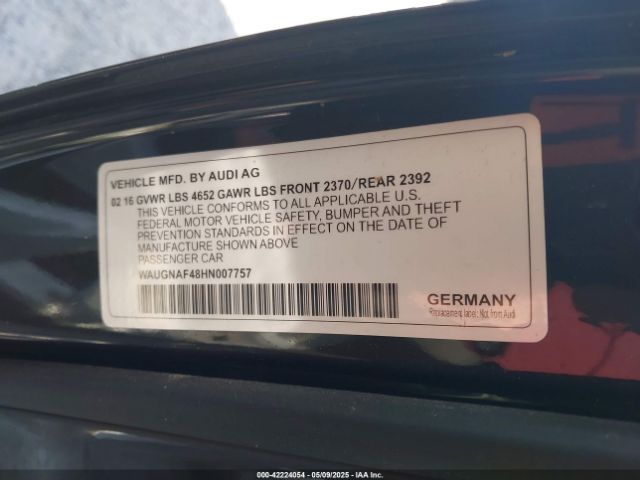 VEHICLE MFD. BY AUDI AG
02 16 GVWR LBS 4652 GAWR LBS FRONT 2370/REAR 2392
THIS VEHICLE CONFORMS TO ALL APPLICABLE U.S.
FEDERAL MOTOR VEHICLE SAFETY, BUMPER AND THEFT
PREVENTION STANDARDS IN EFFECT ON THE DATE OF
MANUFACTURE SHOWN ABOVE
PASSENGER CAR
WAUGNAF48HN007757
GERMANY
Replacement label: Not from Audi
000-42224054 / 05/09/2025 / IAA Inc.